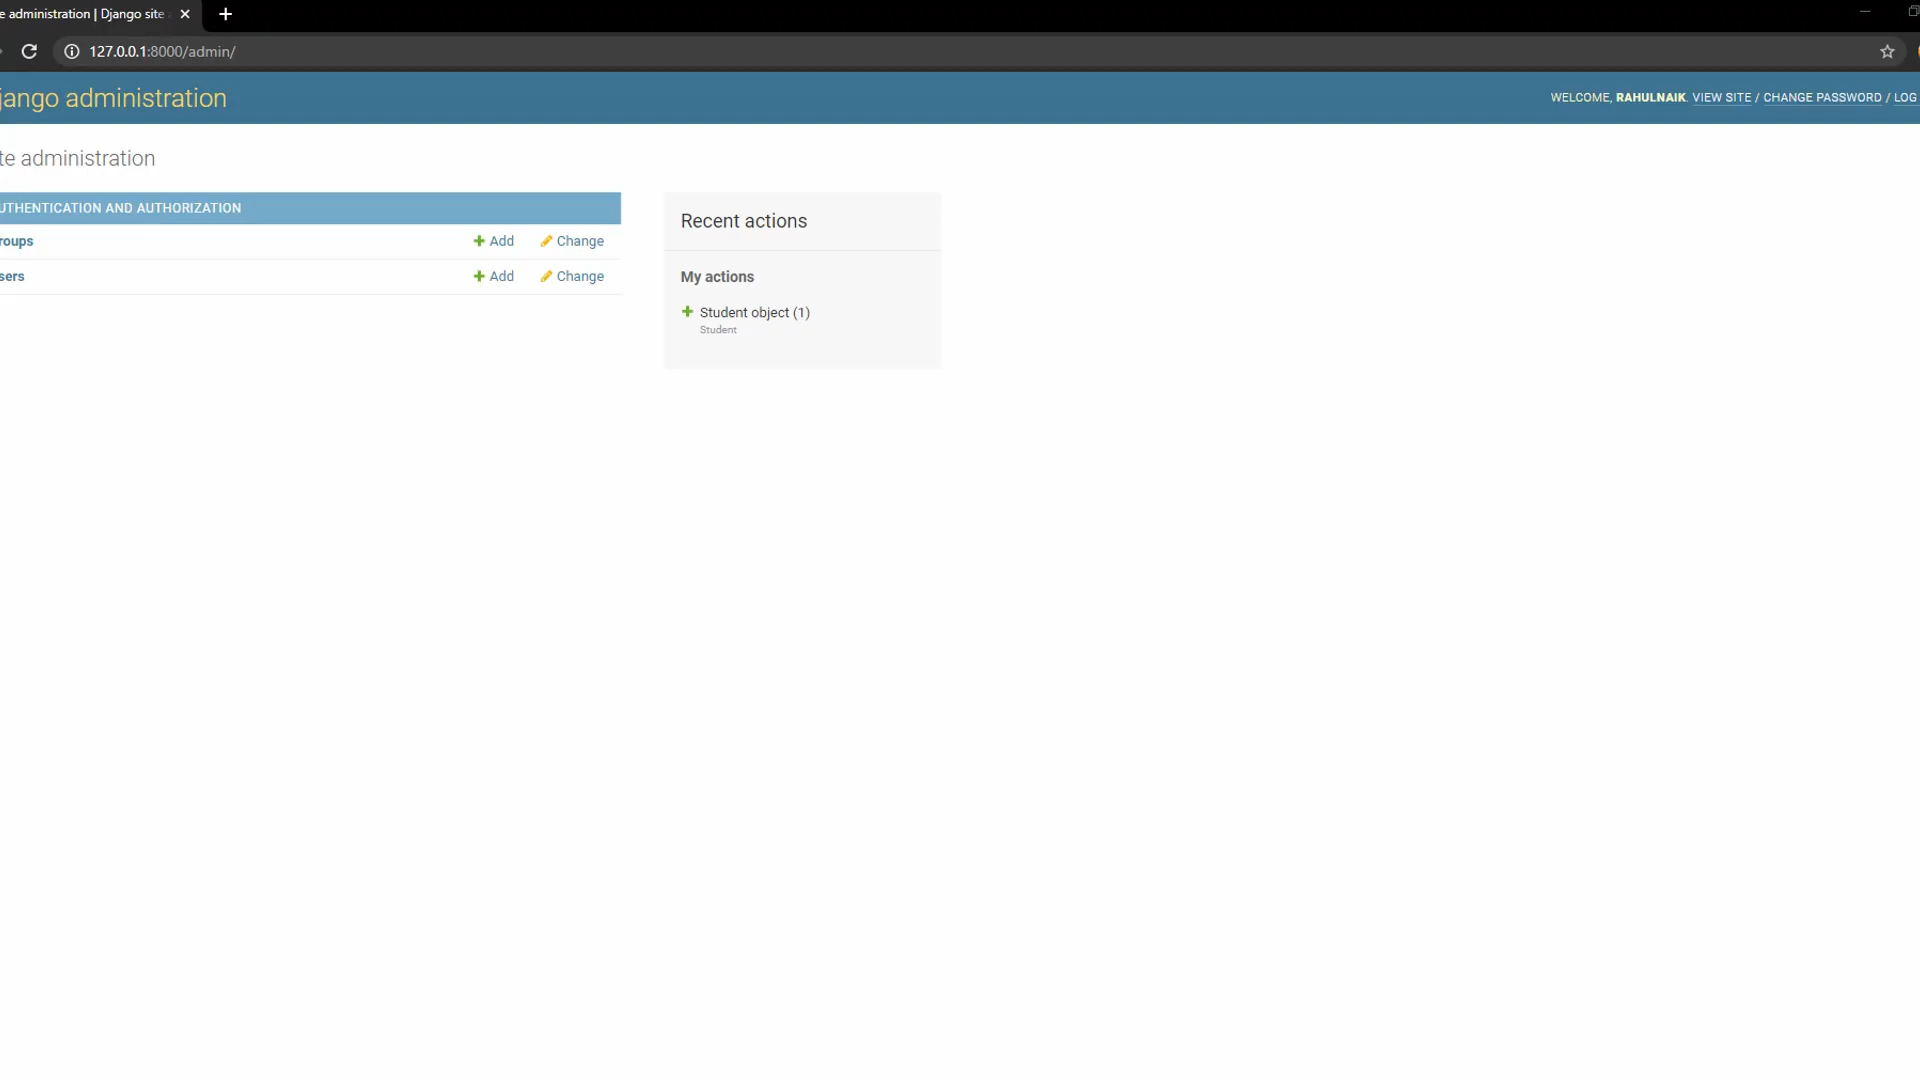 e administration | Django site
127.0.0.1:8000/admin/
jango administration
WELCOME, RAHULNAIK. VIEW SITE / CHANGE PASSWORD / LOG
te administration
UTHENTICATION AND AUTHORIZATION
roups Add Change
sers Add Change
Recent actions
My actions
Student object (1)
Student